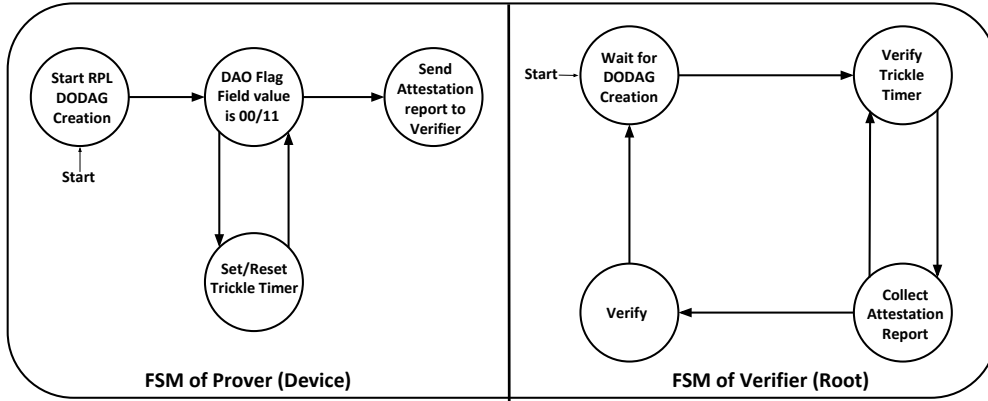 Start RPL
DODAG
Creation
Start
DAO Flag
Field value
is 00/11
Send
Attestation
report to
Verifier
Set/Reset
Trickle Timer
FSM of Prover (Device)
Start
Wait for
DODAG
Creation
Verify
Trickle
Timer
Verify
Collect
Attestation
Report
FSM of Verifier (Root)